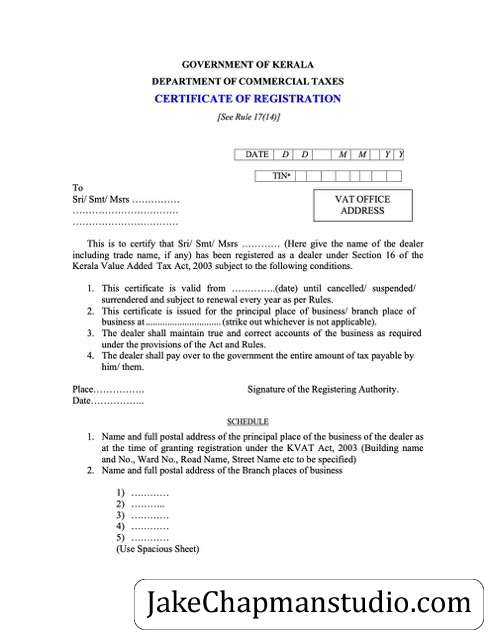 GOVERNMENT OF KERALA
DEPARTMENT OF COMMERCIAL TAXES
CERTIFICATE OF REGISTRATION
[See Rule 17(14)]
DATE D D M M Y Y
TIN*
To
Sri/ Smt/ Msrs ……………
……………………………
……………………………
VAT OFFICE
ADDRESS
This is to certify that Sri/ Smt/ Msrs ………… (Here give the name of the dealer
including trade name, if any) has been registered as a dealer under Section 16 of the
Kerala Value Added Tax Act, 2003 subject to the following conditions.
1. This certificate is valid from …………..(date) until cancelled/ suspended/
surrendered and subject to renewal every year as per Rules.
2. This certificate is issued for the principal place of business/ branch place of
business at.............................(strike out whichever is not applicable).
3. The dealer shall maintain true and correct accounts of the business as required
under the provisions of the Act and Rules.
4. The dealer shall pay over to the government the entire amount of tax payable by
him/ them.
Place……………. Signature of the Registering Authority.
Date……………..
SCHEDULE
1. Name and full postal address of the principal place of the business of the dealer as
at the time of granting registration under the KVAT Act, 2003 (Building name
and No., Ward No., Road Name, Street Name etc to be specified)
2. Name and full postal address of the Branch places of business
1) …………
2) ………..
3) …………
4) …………
5) …………
(Use Spacious Sheet)
JakeChapmanstudio.com